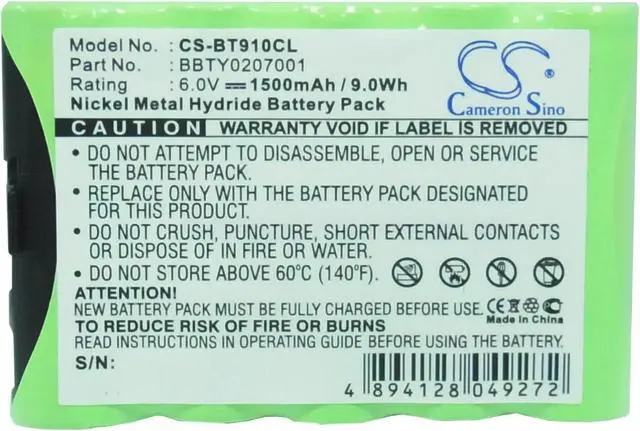 Model No. : CS-BT910CL
Part No. : BBTY0207001
Rating : 6.0V 1500mAh / 9.0Wh
Nickel Metal Hydride Battery Pack
CS
Cameron Sino
CAUTION WARRANTY VOID IF LABEL IS REMOVED
• DO NOT ATTEMPT TO DISASSEMBLE, OPEN OR SERVICE
THE BATTERY PACK.
• REPLACE ONLY WITH THE BATTERY PACK DESIGNATED
FOR THIS PRODUCT.
• DO NOT CRUSH, PUNCTURE, SHORT EXTERNAL CONTACTS
OR DISPOSE OF IN FIRE OR WATER.
• DO NOT STORE ABOVE 60°C (140°F).
ATTENTION!
NEW BATTERY PACK MUST BE FULLY CHARGED BEFORE FIRST USE.
TO REDUCE RISK OF FIRE OR BURNS
READ INSTRUCTIONS IN OPERATING GUIDE BEFORE USING BATTERY.
CE
Made In China
S/N:
4 894128 049272